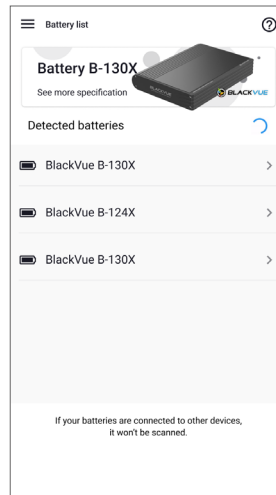 Battery list
Battery B-130X
See more specification
BLACKVUE
BLACKVUE
Detected batteries
BlackVue B-130X
BlackVue B-124X
BlackVue B-130X
If your batteries are connected to other devices,
it won't be scanned.